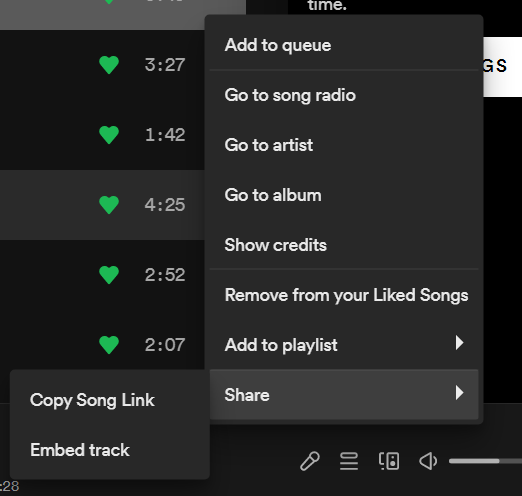 time.
Add to queue
GS
3:27
Go to song radio
1:42
Go to artist
4:25
Go to album
Show credits
2:52
Remove from your Liked Songs
2:07
Add to playlist
Share
Copy Song Link
Embed track
:28